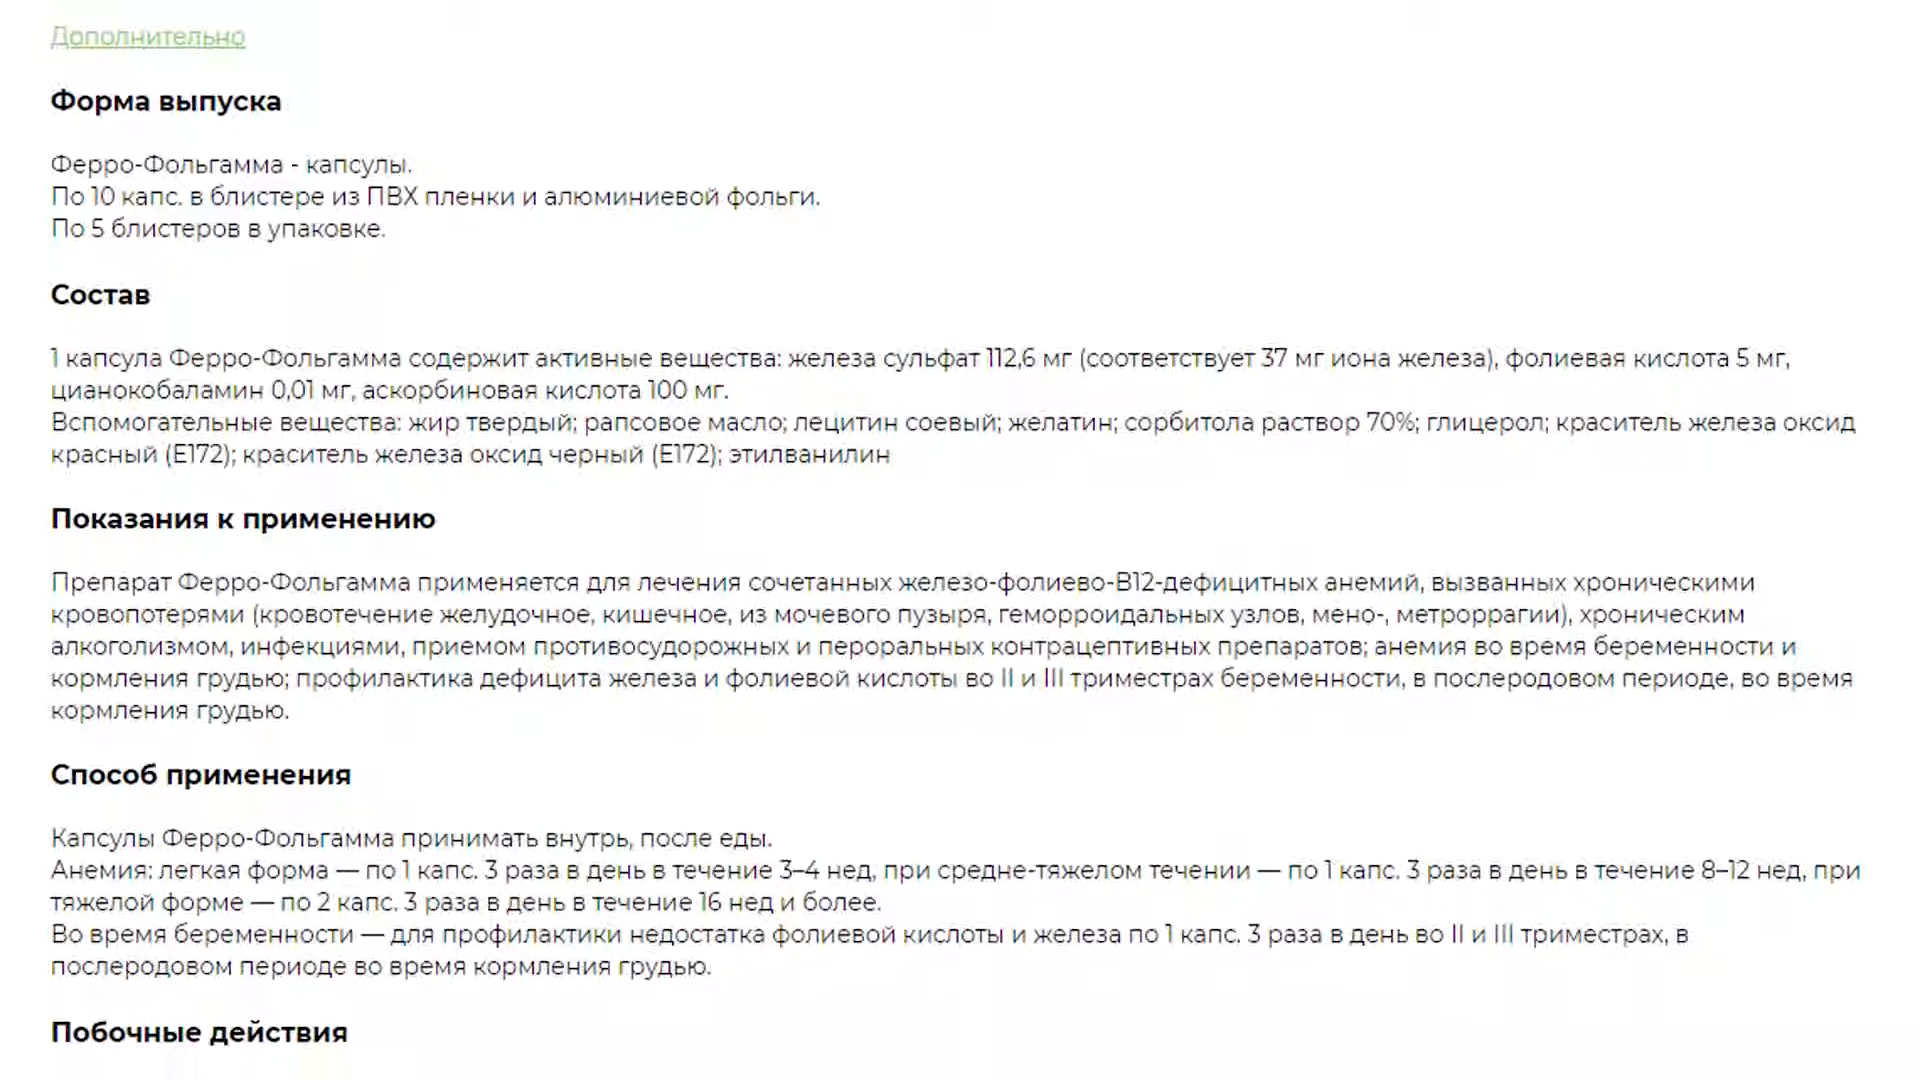 Дополнительно
Форма выпуска
Ферро-Фольгамма - капсулы.
По 10 капс. в блистере из ПВХ пленки и алюминиевой фольги.
По 5 блистеров в упаковке.
Состав
1 капсула Ферро-Фольгамма содержит активные вещества: железа сульфат 112,6 мг (соответствует 37 мг иона железа), фолиевая кислота 5 мг,
цианокобаламин 0,01 мг, аскорбиновая кислота 100 мг.
Вспомогательные вещества: жир твердый; рапсовое масло; лецитин соевый; желатин; сорбитола раствор 70%; глицерол; краситель железа оксид
красный (E172); краситель железа оксид черный (E172); этилванилин
Показания к применению
Препарат Ферро-Фольгамма применяется для лечения сочетанных железо-фолиево-B12-дефицитных анемий, вызванных хроническими
кровопотерями (кровотечение желудочное, кишечное, из мочевого пузыря, геморроидальных узлов, мено-, метроррагии), хроническим
алкоголизмом, инфекциями, приемом противосудорожных и пероральных контрацептивных препаратов; анемия во время беременности и
кормления грудью; профилактика дефицита железа и фолиевой кислоты во II и III триместрах беременности, в послеродовом периоде, во время
кормления грудью.
Способ применения
Капсулы Ферро-Фольгамма принимать внутрь, после еды.
Анемия: легкая форма — по 1 капс. 3 раза в день в течение 3–4 нед, при средне-тяжелом течении — по 1 капс. 3 раза в день в течение 8–12 нед, при
тяжелой форме — по 2 капс. 3 раза в день в течение 16 нед и более.
Во время беременности — для профилактики недостатка фолиевой кислоты и железа по 1 капс. 3 раза в день во II и III триместрах, в
послеродовом периоде во время кормления грудью.
Побочные действия